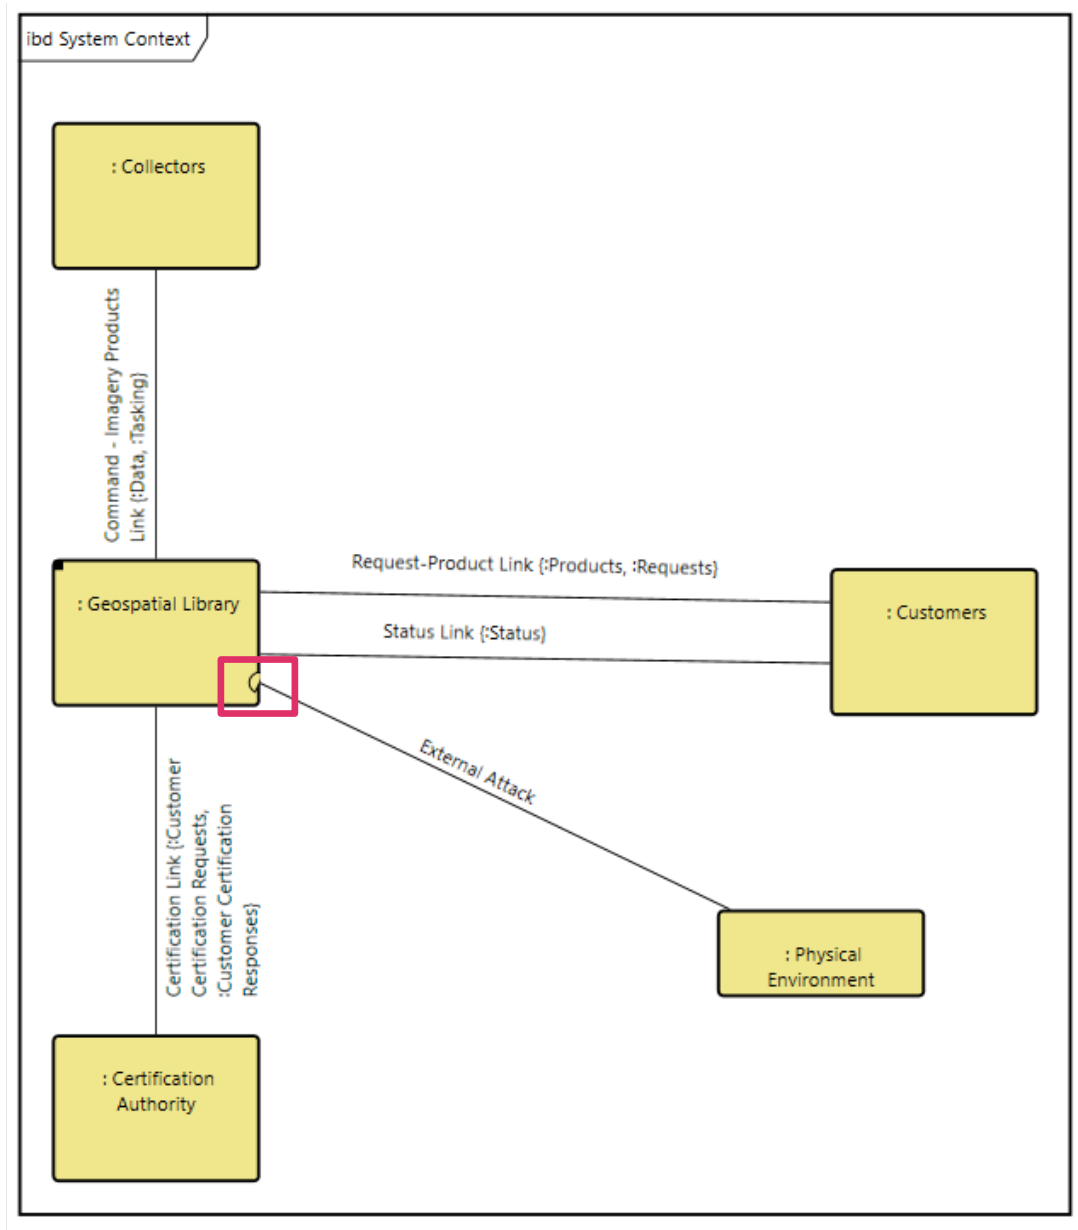 ibd System Context
: Collectors
Command - Imagery Products
Link {:Data, :Tasking}
: Geospatial Library
Request-Product Link {:Products, :Requests}
Status Link {:Status}
: Customers
External Attack
Certification Link {:Customer
Certification Requests,
:Customer Certification
Responses}
: Physical
Environment
: Certification
Authority